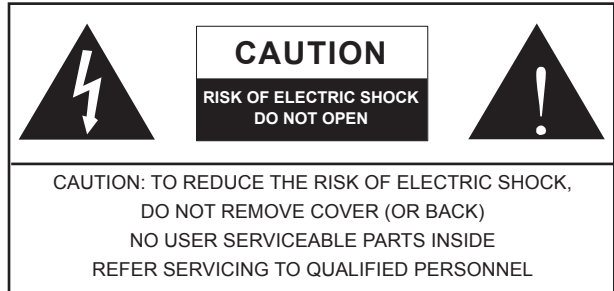 CAUTION
RISK OF ELECTRIC SHOCK
DO NOT OPEN
!
CAUTION: TO REDUCE THE RISK OF ELECTRIC SHOCK,
DO NOT REMOVE COVER (OR BACK)
NO USER SERVICEABLE PARTS INSIDE
REFER SERVICING TO QUALIFIED PERSONNEL